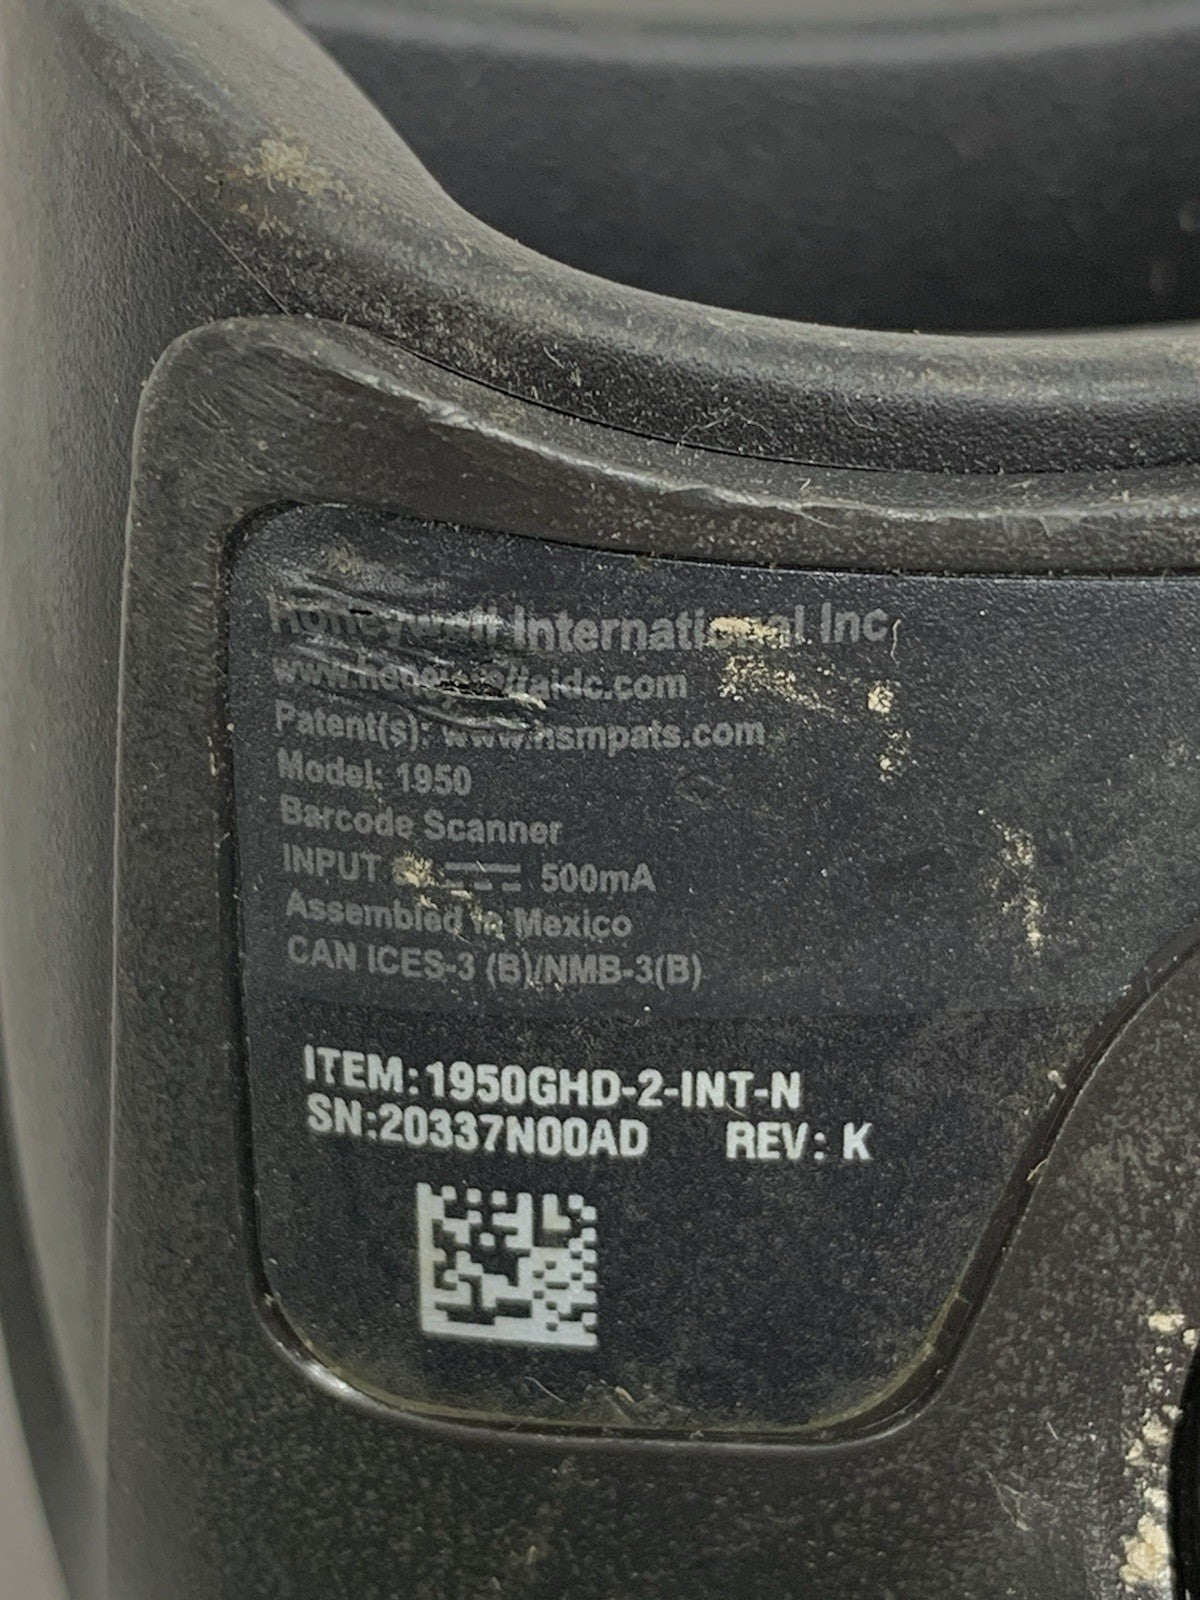 Honeywell International Inc
www.honeywellaidc.com
Patent(s): www.hsmpats.com
Model: 1950
Barcode Scanner
INPUT 500mA
Assembled in Mexico
CAN ICES-3 (B)/NMB-3(B)
ITEM:1950GHD-2-INT-N
SN:20337N00AD REV: K